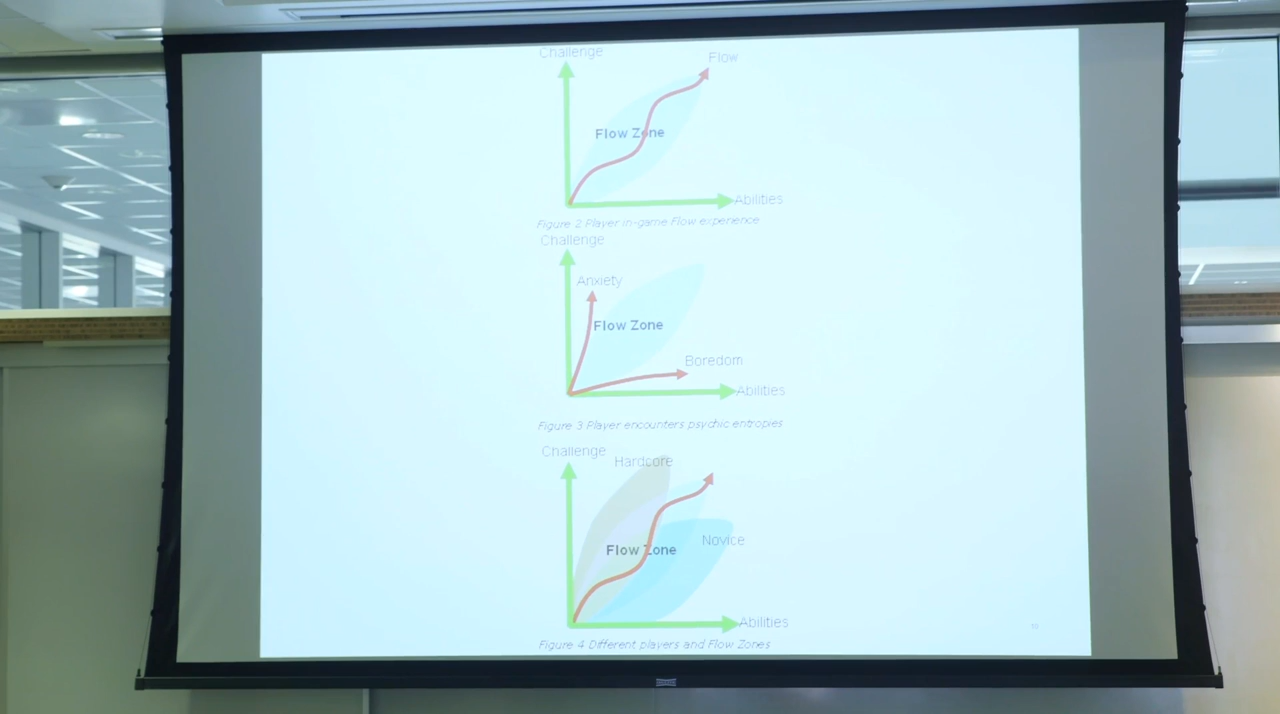 Challenge
Flow
Flow Zone
Abilities
Figure 2 Player in-game Flow experience
Challenge
Anxiety
Flow Zone
Boredom
Abilities
Figure 3 Player encounters psychic entropies
Challenge
Hardcore
Flow Zone
Novice
Abilities
Figure 4 Different players and Flow Zones